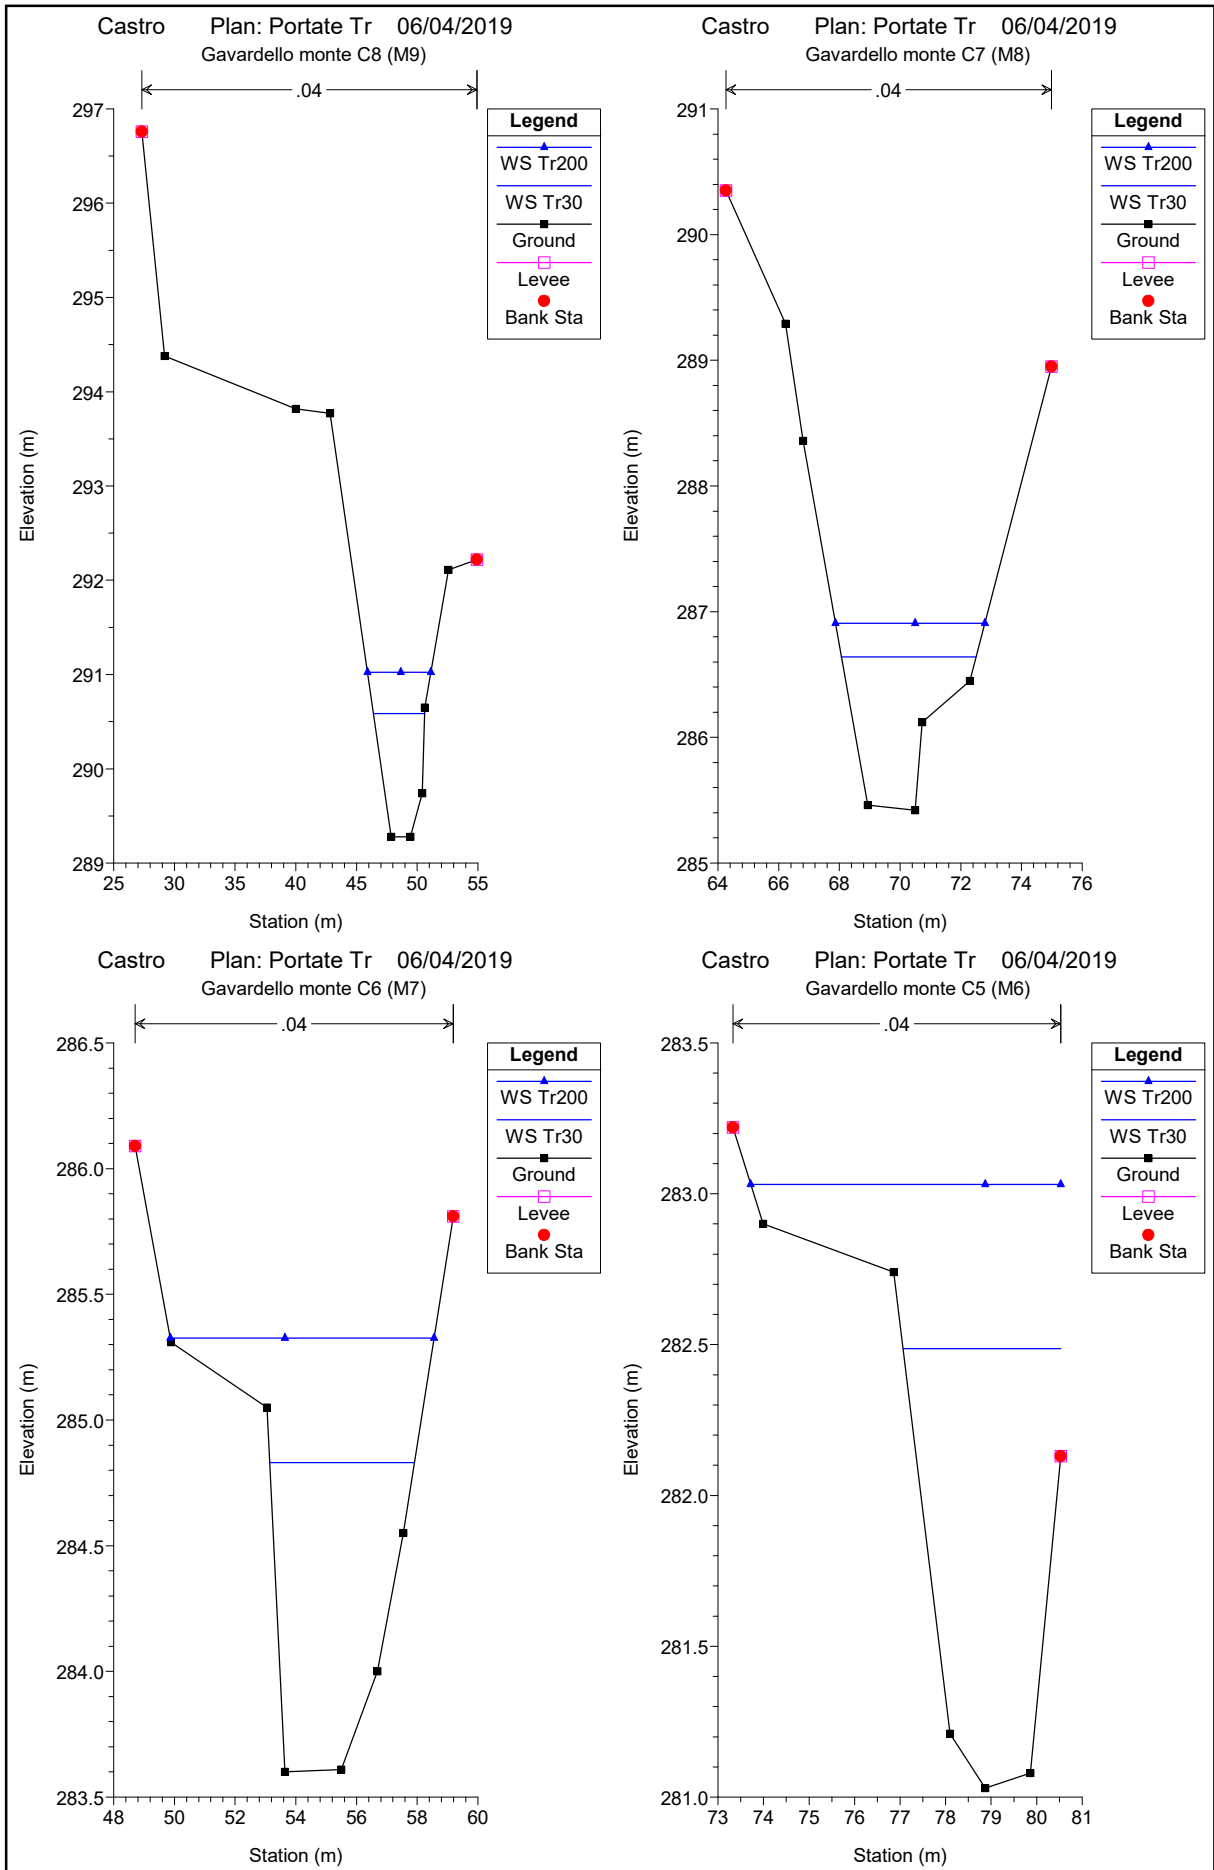 Castro Plan: Portate Tr 06/04/2019
Gavardello monte C8 (M9)
.04
297
296
295
294
293
292
291
290
289
25 30 35 40 45 50 55
Elevation (m)
Station (m)
Legend
WS Tr200
WS Tr30
Ground
Levee
Bank Sta
Castro Plan: Portate Tr 06/04/2019
Gavardello monte C7 (M8)
.04
291
290
289
288
287
286
285
64 66 68 70 72 74 76
Elevation (m)
Station (m)
Legend
WS Tr200
WS Tr30
Ground
Levee
Bank Sta
Castro Plan: Portate Tr 06/04/2019
Gavardello monte C6 (M7)
.04
286.5
286.0
285.5
285.0
284.5
284.0
283.5
48 50 52 54 56 58 60
Elevation (m)
Station (m)
Legend
WS Tr200
WS Tr30
Ground
Levee
Bank Sta
Castro Plan: Portate Tr 06/04/2019
Gavardello monte C5 (M6)
.04
283.5
283.0
282.5
282.0
281.5
281.0
73 74 75 76 77 78 79 80 81
Elevation (m)
Station (m)
Legend
WS Tr200
WS Tr30
Ground
Levee
Bank Sta